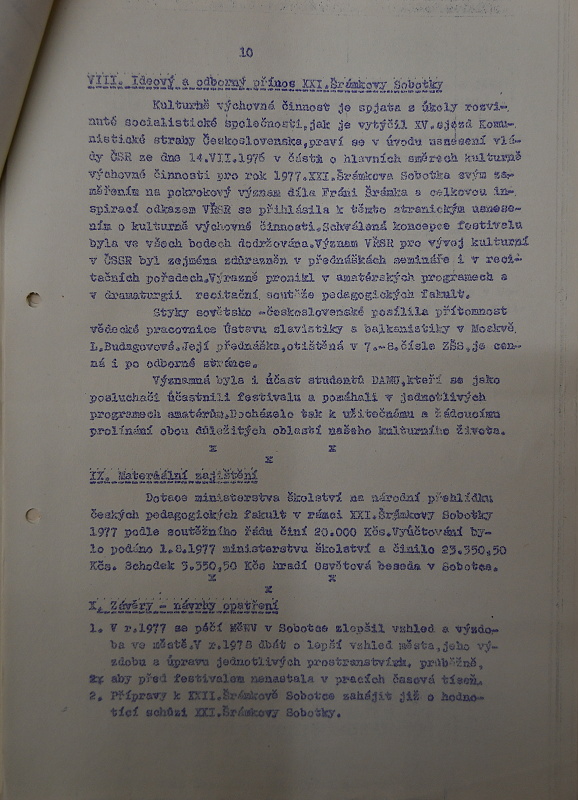 10
VIII. Ideový a odborný přínos XXI.Šrámkovy Sobotky
Kulturně výchovná činnost je spjata z úkoly rozvi-
nuté socialistické společnosti,jak je vytýčil XV.sjezd Komu-
nistické strany Československa,praví se v úvodu usnesení vlá-
dy ČSR ze dne 14.VII.1976 v části o hlavních směrech kulturně
výchovné činnosti pro rok 1977.XXI.Šrámkova Sobotka svým za-
měřením na pokrokový význam díla Fráni Šrámka a celkovou in-
spirací odkazem VŘSR se přihlásila k těmto stranickým usnese-
ním o kulturně výchovné činnosti.Schválená koncepce festivalu
byla ve všech bodech dodržována.Význam VŘSR pro vývoj kulturní
v ČSSR byl zejména zdůrazněn v přednáškách semináře i v reci-
tačních pořadech.Výrazně pronikl v amatérských programech a
v dramaturgii recitační soutěže pedagogických fakult.
Styky sovětsko -československé posílila přítomnost
vědecké pracovnice Ústavu slavistiky a balkanistiky v Moskvě
L.Budagovové.Její přednáška,otištěná v 7.-8.čísle ZŠS,je cen-
ná i po odborné stránce.
Významná byla i účast studentů DAMU,kteří se jako
posluchači účastnili festivalu a pomáhali v jednotlivých
programech amatérům.Docházelo tak k užitečnému a žádoucímu
prolínání obou důležitých oblastí našeho kulturního života.
x x
x
IX. Materiální zajištění
Dotace ministerstva školství na národní přehlídku
českých pedagogických fakult v rámci XXI.Šrámkovy Sobotky
1977 podle soutěžního řádu činí 20.000 Kčs.Vyúčtování by-
lo podáno 1.8.1977 ministerstvu školství a činilo 23.350,50
Kčs. Schodek 3.350,50 Kčs hradí Osvětová beseda v Sobotce.
x x
x
X. Závěry - návrhy opatření
1. V r.1977 se páčí MěNV v Sobotce zlepšil vzhled a výzdo-
ba ve městě.V r.1978 dbát o lepší vzhled města,jeho vý-
zdobu a úpravu jednotlivých prostranství. průběžně,
aby před festivalem nenastala v pracích časová tíseň.
2. Přípravy k XXII.Šrámkově Sobotce zahájit již o hodno-
tící schůzi XXI.Šrámkovy Sobotky.